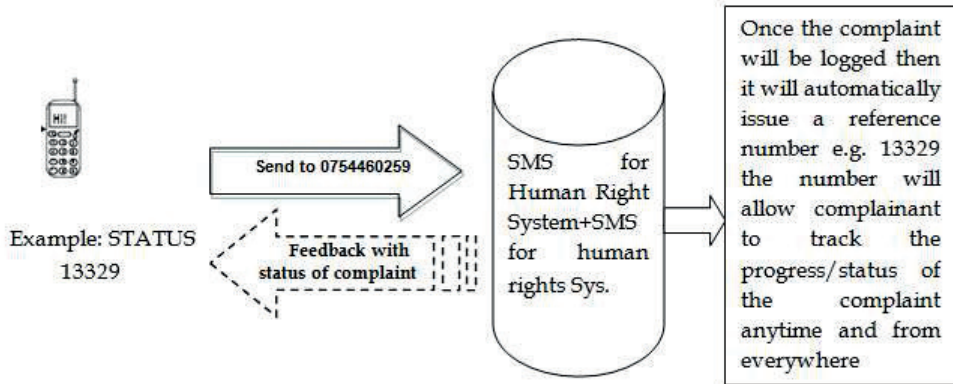 Hi!
Example: STATUS
13329
Send to 0754460259
Feedback with
status of complaint
SMS for
Human Right
System+SMS
for human
rights Sys.
Once the complaint
will be logged then
it will automatically
issue a reference
number e.g. 13329
the number will
allow complainant
to track the
progress/status of
the complaint
anytime and from
everywhere